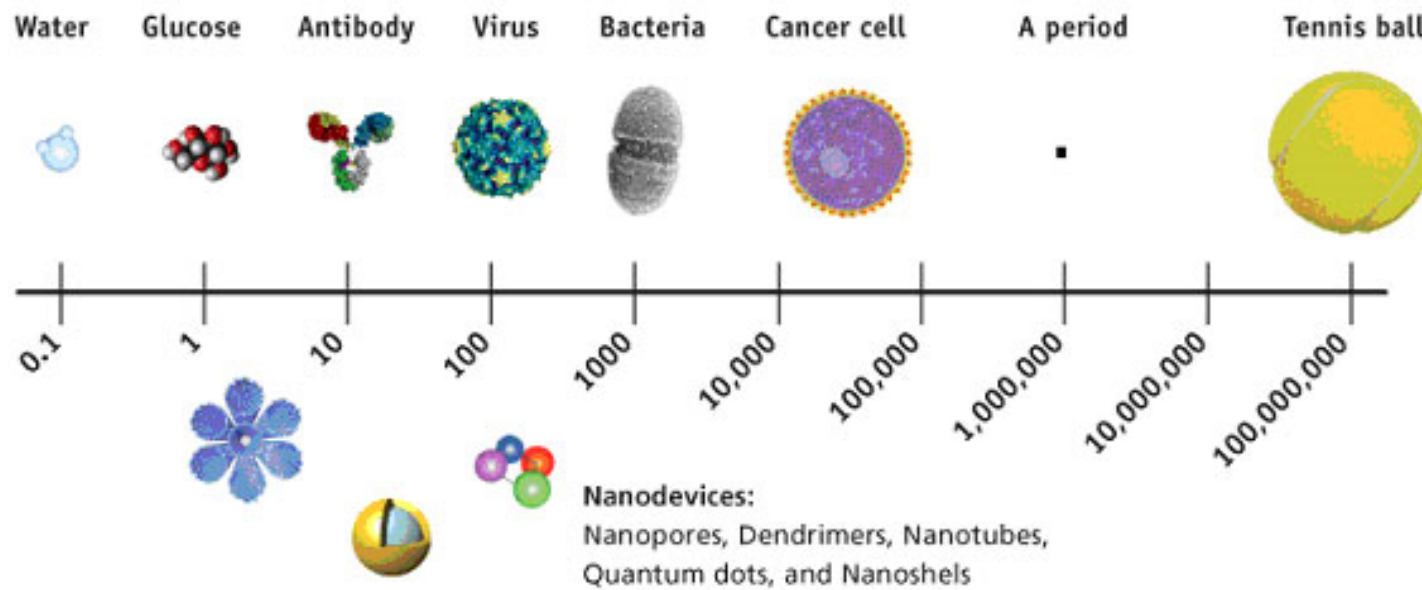 Water Glucose Antibody Virus Bacteria Cancer cell A period Tennis ball
0.1 1 10 100 1000 10,000 100,000 1,000,000 10,000,000 100,000,000
Nanodevices:
Nanopores, Dendrimers, Nanotubes,
Quantum dots, and Nanoshels